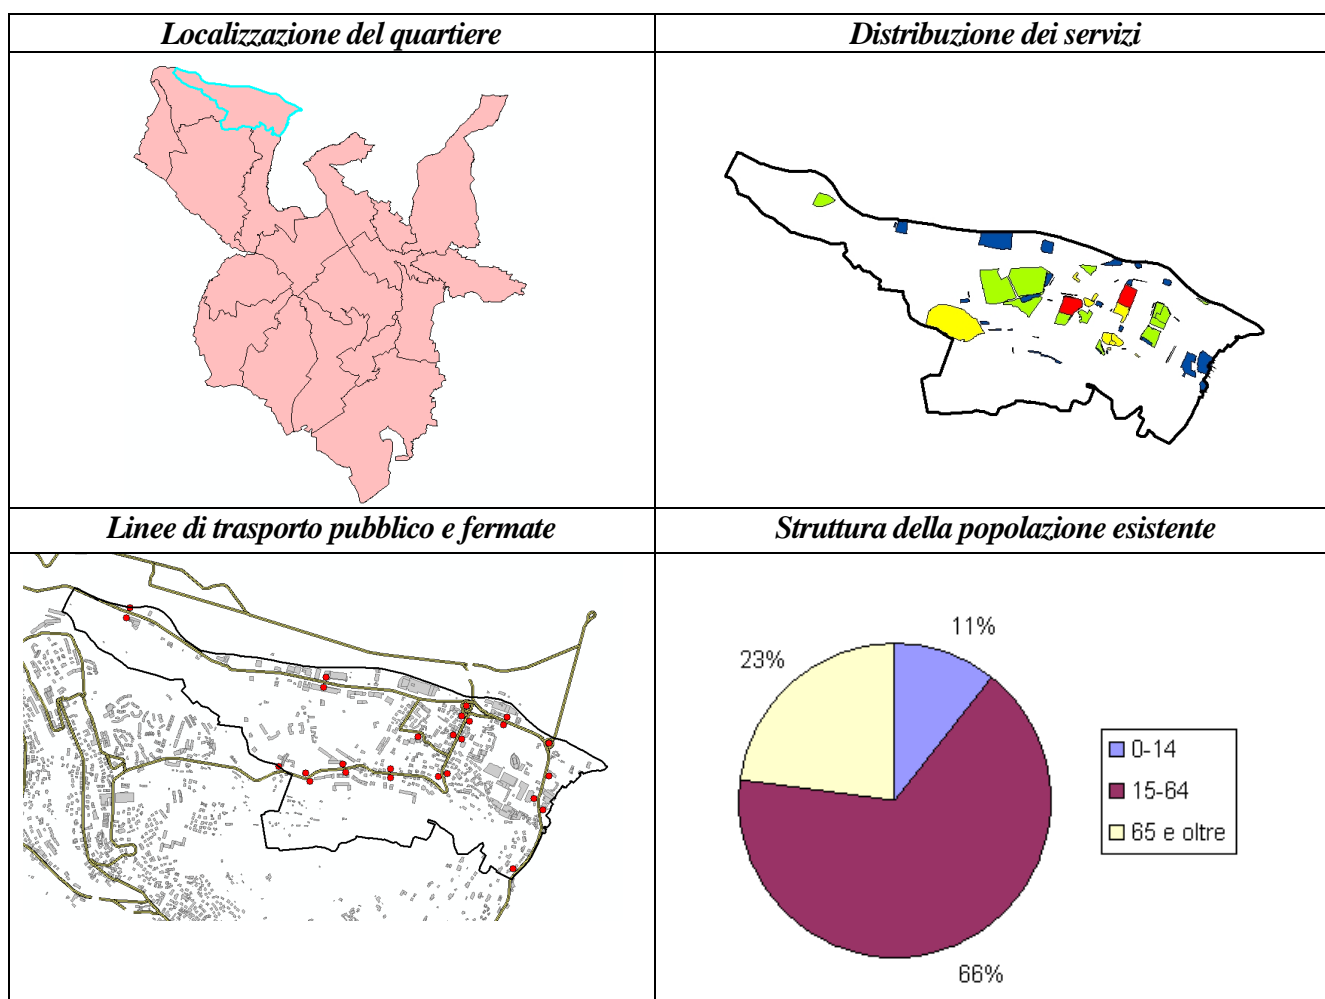 Localizzazione del quartiere
Distribuzione dei servizi
Linee di trasporto pubblico e fermate
Struttura della popolazione esistente
11%
23%
0-14
15-64
65 e oltre
66%